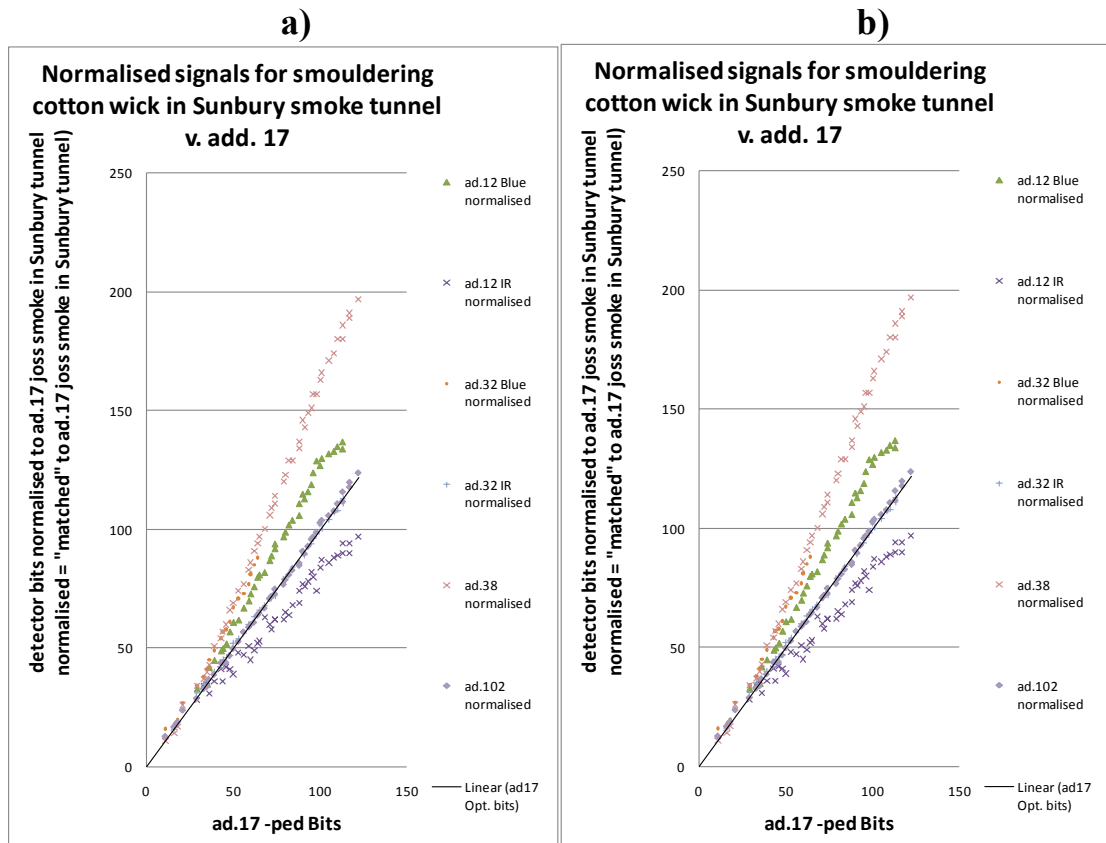 a)
Normalised signals for smouldering
cotton wick in Sunbury smoke tunnel
v. add. 17
detector bits normalised to ad.17 joss smoke in Sunbury tunnel
normalised = "matched" to ad.17 joss smoke in Sunbury tunnel)
250
200
150
100
50
0
0
50
100
150
ad.17 -ped Bits
ad.12 Blue
normalised
ad.12 IR
normalised
ad.32 Blue
normalised
ad.32 IR
normalised
ad.38
normalised
ad.102
normalised
Linear (ad17
Opt. bits)
b)
Normalised signals for smouldering
cotton wick in Sunbury smoke tunnel
v. add. 17
detector bits normalised to ad.17 joss smoke in Sunbury tunnel
normalised = "matched" to ad.17 joss smoke in Sunbury tunnel)
250
200
150
100
50
0
0
50
100
150
ad.17 -ped Bits
ad.12 Blue
normalised
ad.12 IR
normalised
ad.32 Blue
normalised
ad.32 IR
normalised
ad.38
normalised
ad.102
normalised
Linear (ad17
Opt. bits)